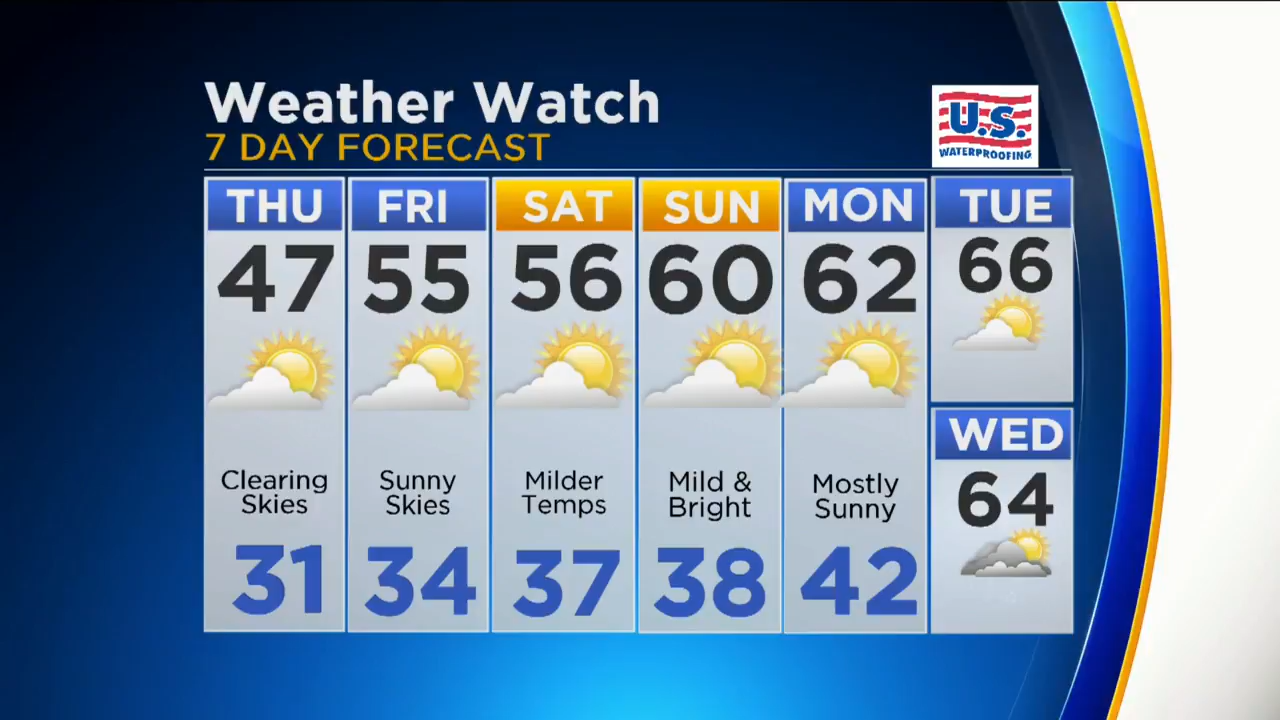 Weather Watch
7 DAY FORECAST
U.S.
WATERPROOFING
THU
47
Clearing
Skies
31
FRI
55
Sunny
Skies
34
SAT
56
Milder
Temps
37
SUN
60
Mild &
Bright
38
MON
62
Mostly
Sunny
42
TUE
66
WED
64